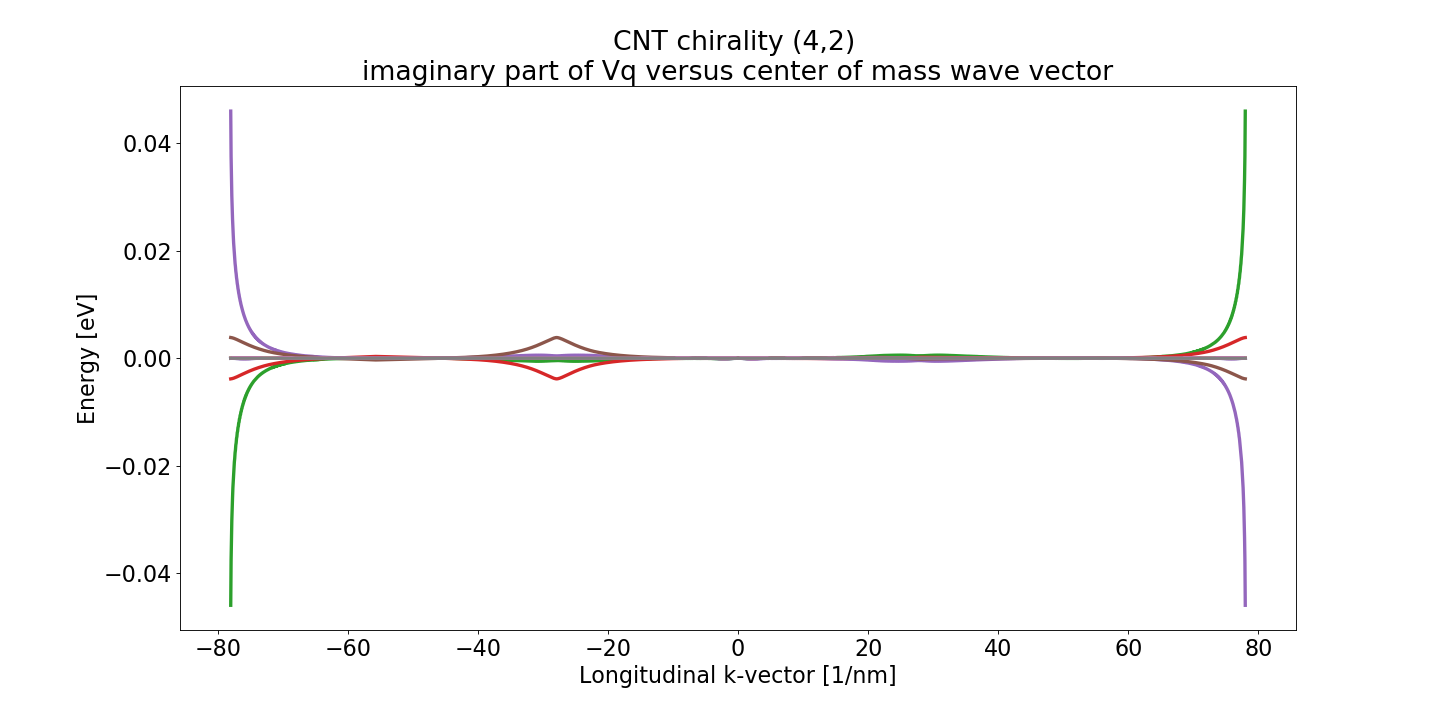 CNT chirality (4,2)
imaginary part of Vq versus center of mass wave vector
Energy [eV]
0.04
0.02
0.00
−0.02
−0.04
−80 −60 −40 −20 0 20 40 60 80
Longitudinal k-vector [1/nm]